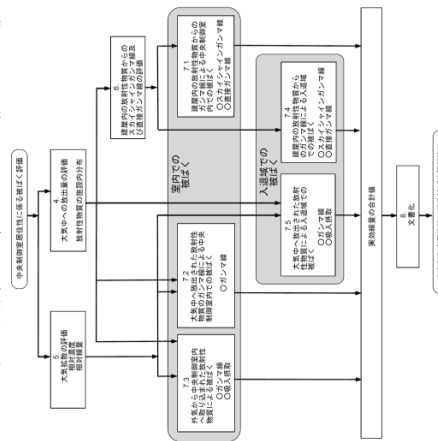 中央制御室居住性に係る被ばく評価
5.
大気拡散の評価
相対濃度
相対線量
4.
大気中への放出量の評価
放射性物質の施設内分布
6.
建屋内の放射性物質からの
スカイシャインガンマ線及
び直接ガンマ線の評価
室内での
被ばく
7.3
外気から中央制御室内
へ取り込まれた放射性
物質による被ばく
○ガンマ線
○吸入摂取
7.2
大気中へ放出された放射性
物質のガンマ線による中央
制御室内での被ばく
○ガンマ線
7.1
建屋内の放射性物質からの
ガンマ線による中央制御室
内での被ばく
○スカイシャインガンマ線
○直接ガンマ線
入退域での
被ばく
7.5
大気中へ放出された放射
性物質による入退域での
被ばく
○ガンマ線
○吸入摂取
7.4
建屋内の放射性物質から
のガンマ線による入退域
での被ばく
○スカイシャインガンマ線
○直接ガンマ線
実効線量の合計値
8.
文書化